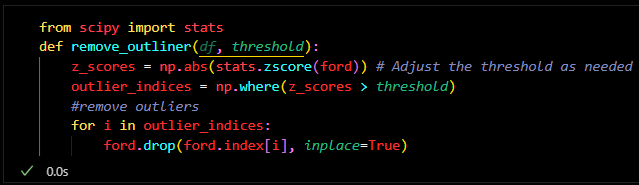 from scipy import stats
def remove_outliner(df, threshold):
z_scores = np.abs(stats.zscore(ford)) # Adjust the threshold as needed
outlier_indices = np.where(z_scores > threshold)
#remove outliers
for i in outlier_indices:
ford.drop(ford.index[i], inplace=True)
0.0s